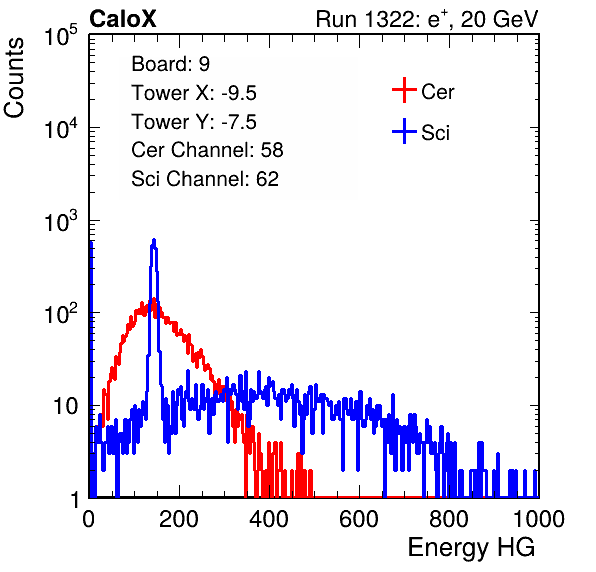 CaloX Run 1322: e⁺, 20 GeV
Counts
Board: 9
Tower X: -9.5
Tower Y: -7.5
Cer Channel: 58
Sci Channel: 62
Cer
Sci
10⁵
10⁴
10³
10²
10
1
0 200 400 600 800 1000
Energy HG